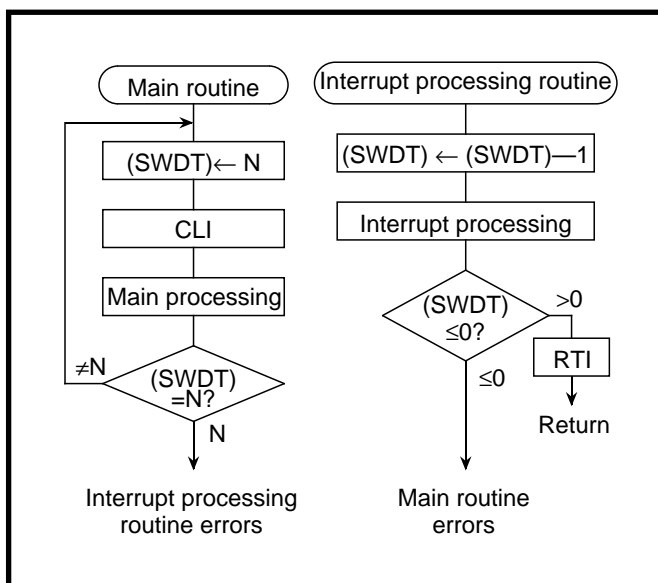 Main routine
(SWDT)← N
CLI
Main processing
≠N
(SWDT)
=N?
N
Interrupt processing
routine errors
Interrupt processing routine
(SWDT) ← (SWDT)—1
Interrupt processing
(SWDT)
≤0?
>0
RTI
≤0
Return
Main routine
errors